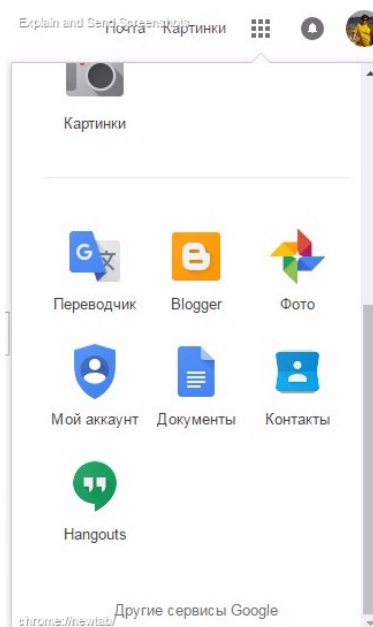 Explain and Send Screenshots
Почта Картинки
Картинки
Переводчик Blogger Фото
Мой аккаунт Документы Контакты
Hangouts
Другие сервисы Google
chrome://newtab/